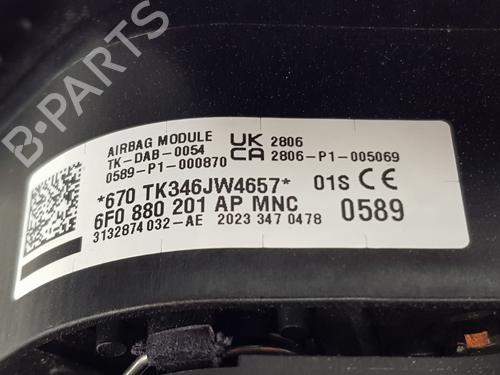 AIRBAG MODULE
TK-DAB-0054
0589-P1-000870
UK
CA
2806
2806-P1-005069
*670 TK346JW4657*
01S CE
6F0 880 201 AP MNC
0589
3132874 032-AE
2023 347 0478